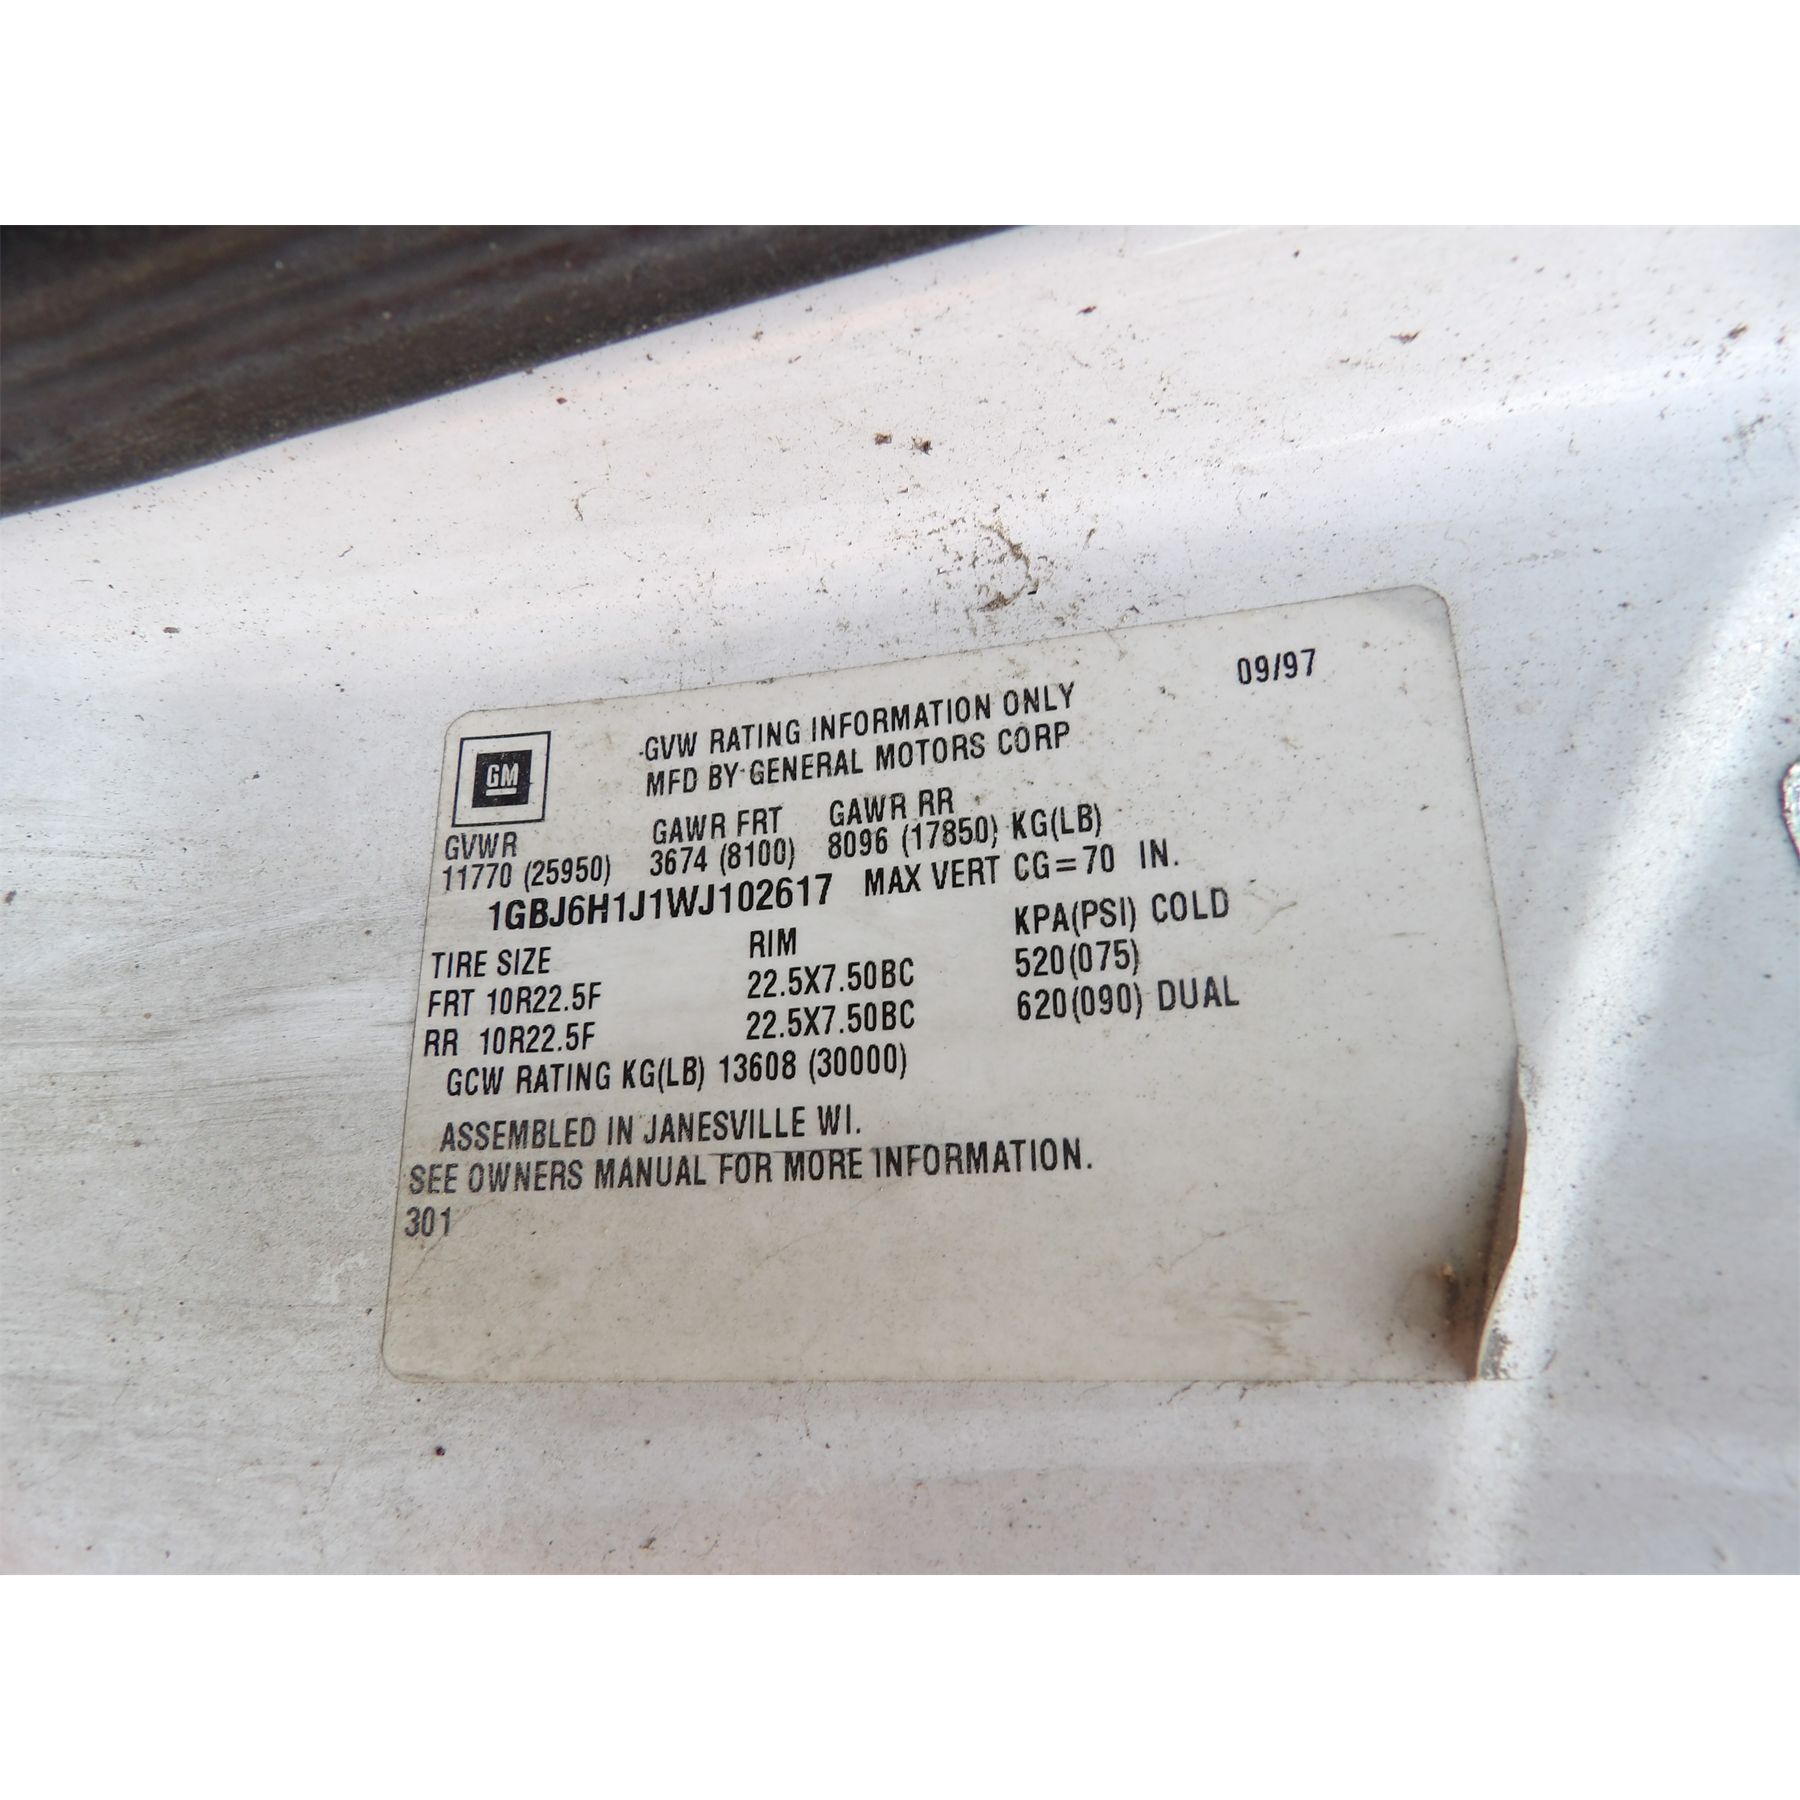 09/97
GM
GVW RATING INFORMATION ONLY
MFD BY GENERAL MOTORS CORP
GVWR GAWR FRT GAWR RR
11770 (25950) 3674 (8100) 8096 (17850) KG(LB)
1GBJ6H1J1WJ102617 MAX VERT CG=70 IN.
TIRE SIZE RIM KPA(PSI) COLD
FRT 10R22.5F 22.5X7.50BC 520(075)
RR 10R22.5F 22.5X7.50BC 620(090) DUAL
GCW RATING KG(LB) 13608 (30000)
ASSEMBLED IN JANESVILLE WI.
SEE OWNERS MANUAL FOR MORE INFORMATION.
301